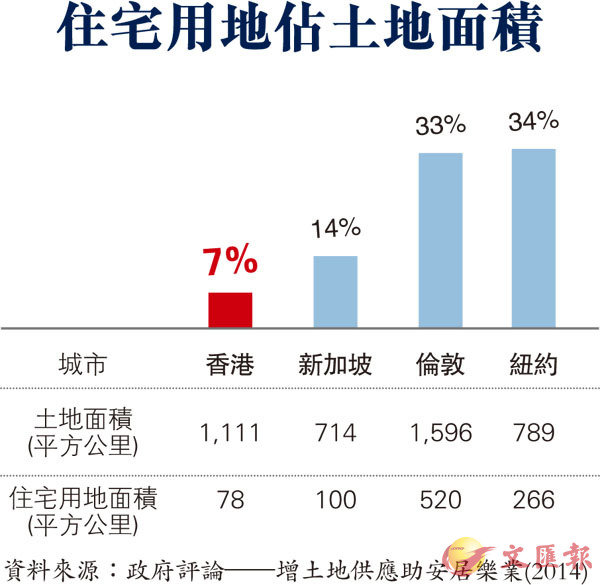 住宅用地佔土地面積
7% 14% 33% 34%
城市 香港 新加坡 倫敦 紐約
土地面積
(平方公里) 1,111 714 1,596 789
住宅用地面積
(平方公里) 78 100 520 266
資料來源：政府評論——增土地供應助安居樂業(2014)
文匯報